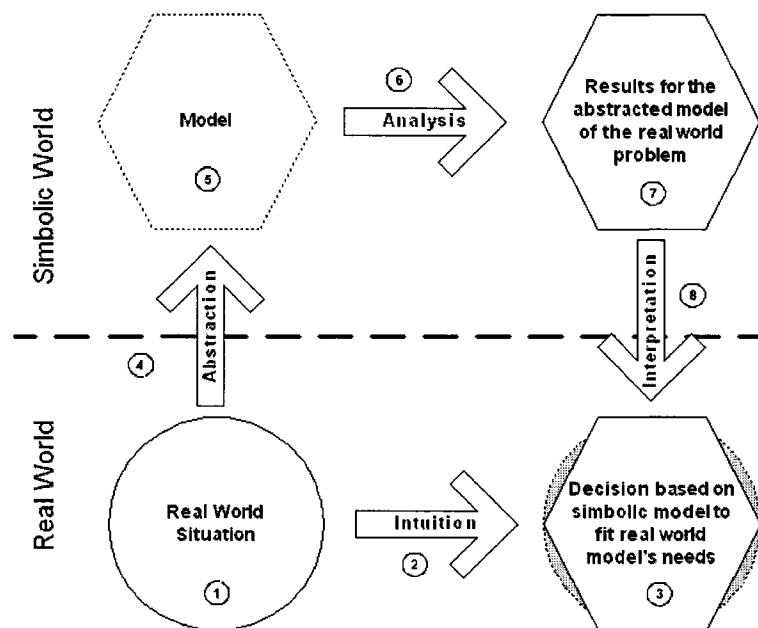 Simbolic World
Model
5
6
Analysis
Results for the
abstracted model
of the real world
problem
7
Interpretation
8
4
Abstraction
Real World
Real World
Situation
1
Intuition
2
Decision based on
simbolic model to
fit real world
model's needs
3